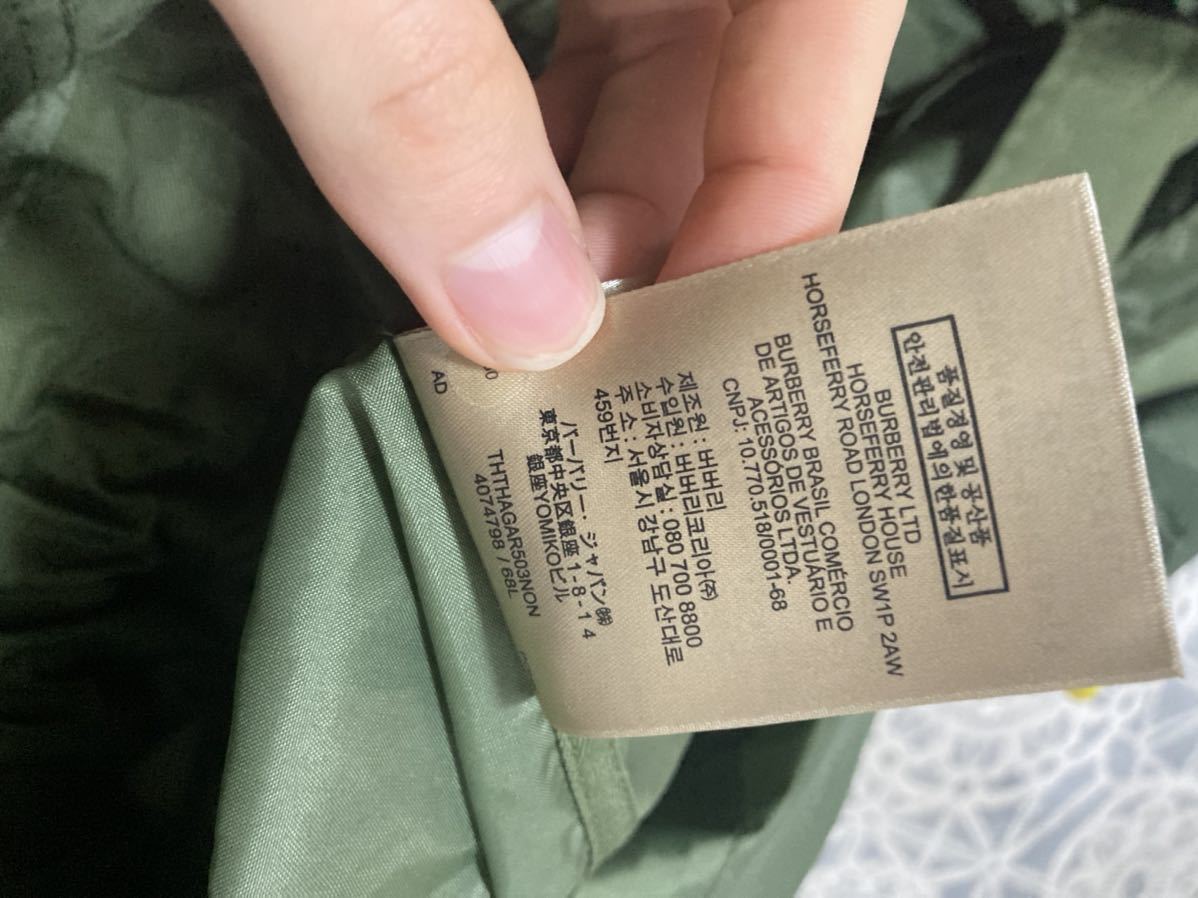 품질경영 및 공산품
안전관리법에의한품질표시
BURBERRY LTD
HORSEFERRY HOUSE
HORSEFERRY ROAD LONDON SW1P 2AW
BURBERRY BRASIL COMÉRCIO
DE ARTIGOS DE VESTUÁRIO E
ACESSÓRIOS LTDA.
CNPJ: 10.770.518/0001-68
제조원 : 버버리
수입원 : 버버리코리아(주)
소비자상담실 : 080 700 8800
주 소 : 서울시 강남구 도산대로
459번지
バーバリー・ジャパン㈱
東京都中央区銀座 1-8-14
銀座YOMIKOビル
THTHAGAR503NON
4074798 / 68L
AD